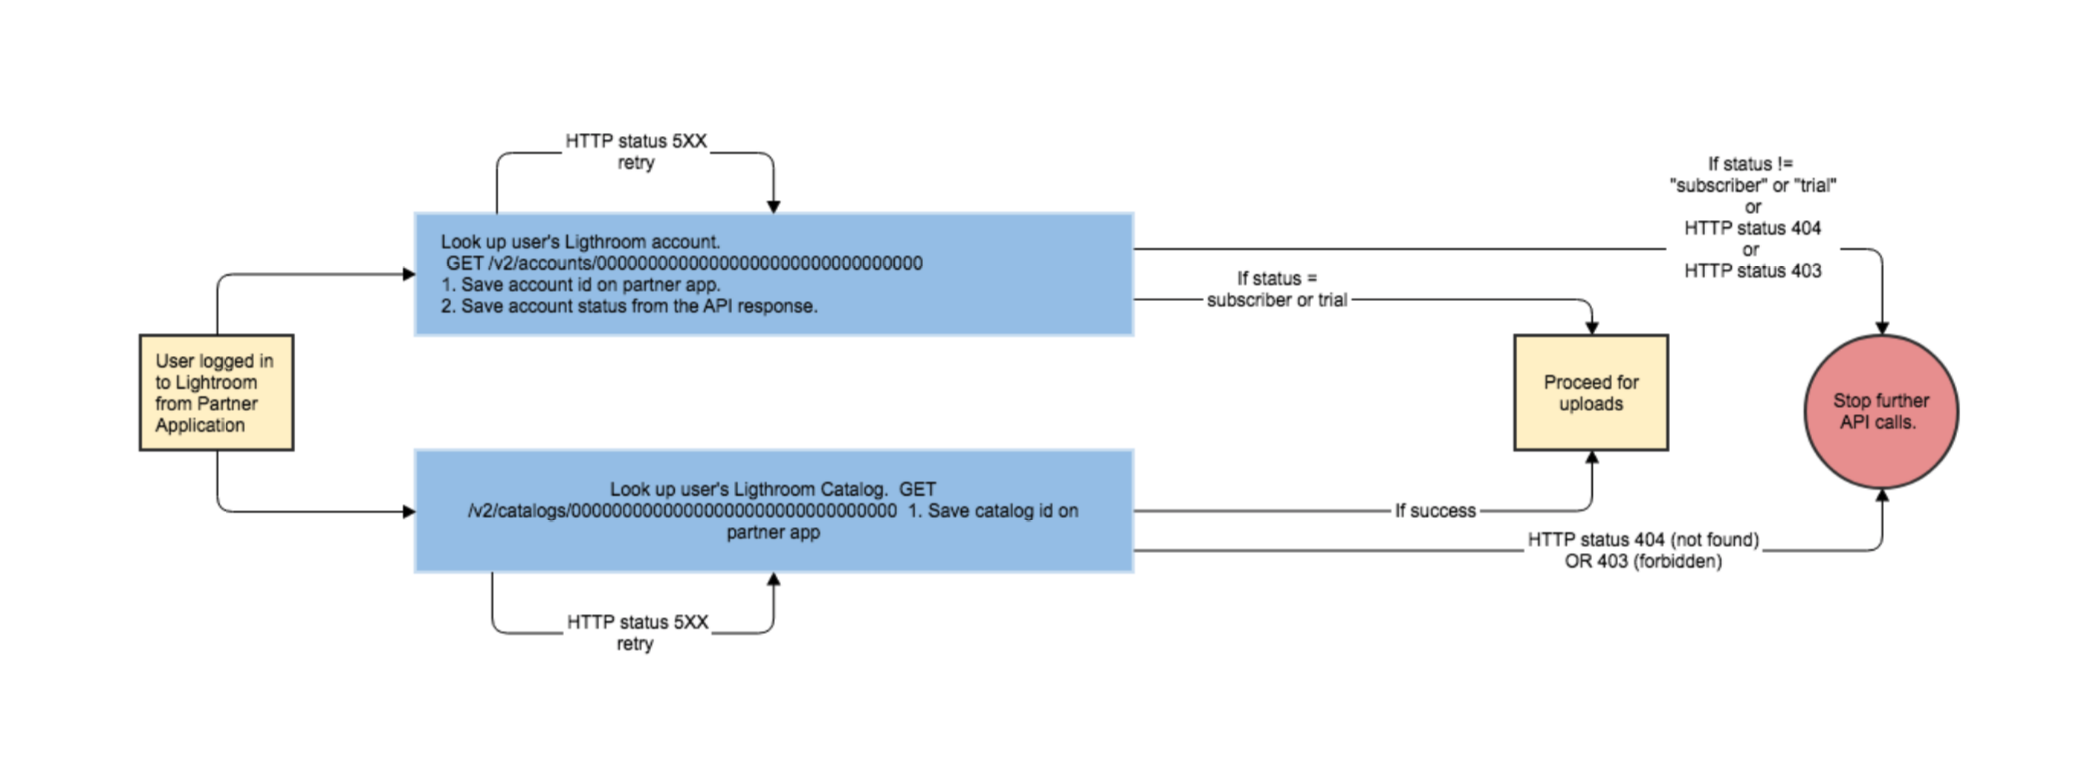 HTTP status 5XX
retry
If status !=
"subscriber" or "trial"
or
HTTP status 404
or
HTTP status 403
Look up user's Ligthroom account.
GET /v2/accounts/00000000000000000000000000000000
1. Save account id on partner app.
2. Save account status from the API response.
If status =
subscriber or trial
User logged in
to Lightroom
from Partner
Application
Proceed for
uploads
Stop further
API calls.
Look up user's Ligthroom Catalog.  GET
/v2/catalogs/00000000000000000000000000000000  1. Save catalog id on
partner app
If success
HTTP status 404 (not found)
OR 403 (forbidden)
HTTP status 5XX
retry